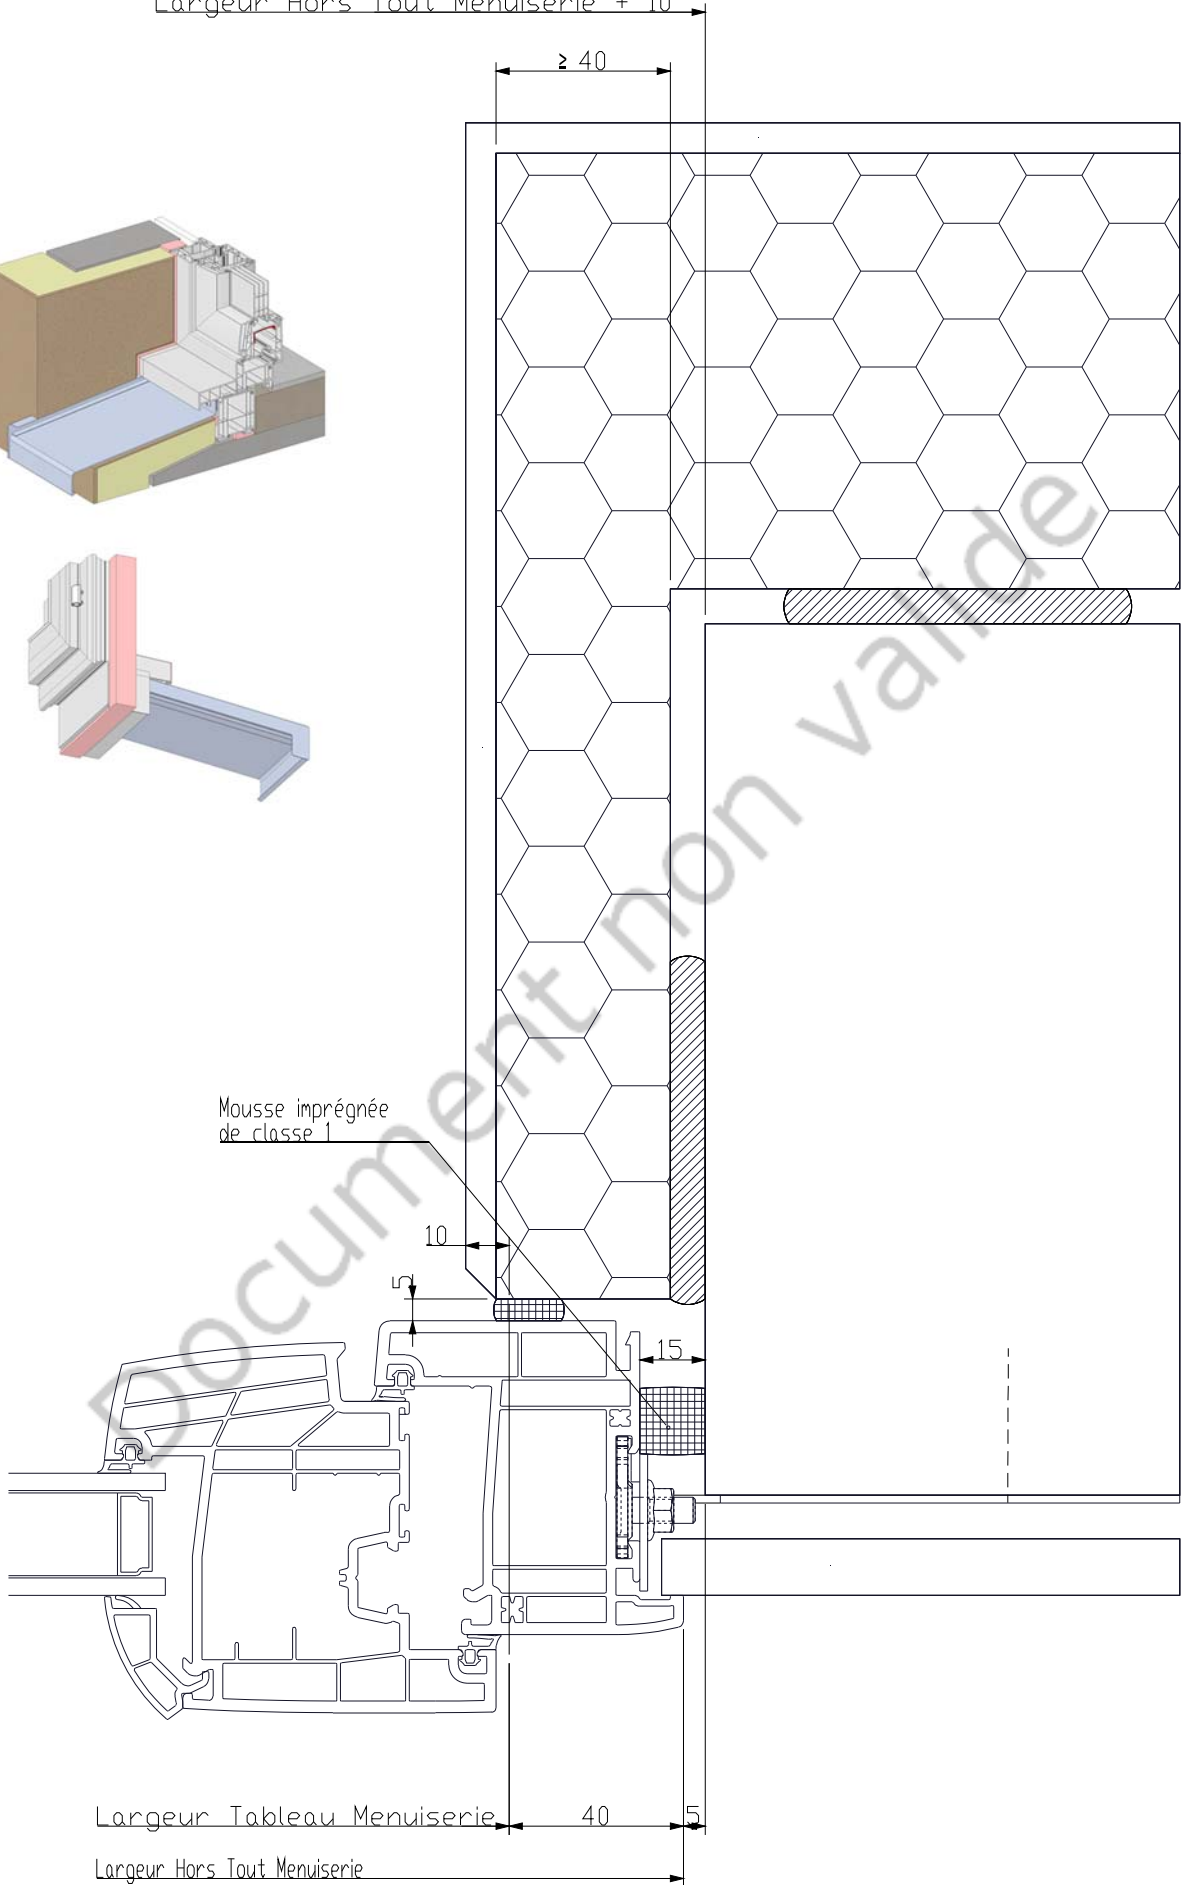 Largeur Hors Tout Menuiserie + 10
≥ 40
Mousse imprégnée
de classe 1
10
5
15
Document non valide
Largeur Tableau Menuiserie
40
5
Largeur Hors Tout Menuiserie